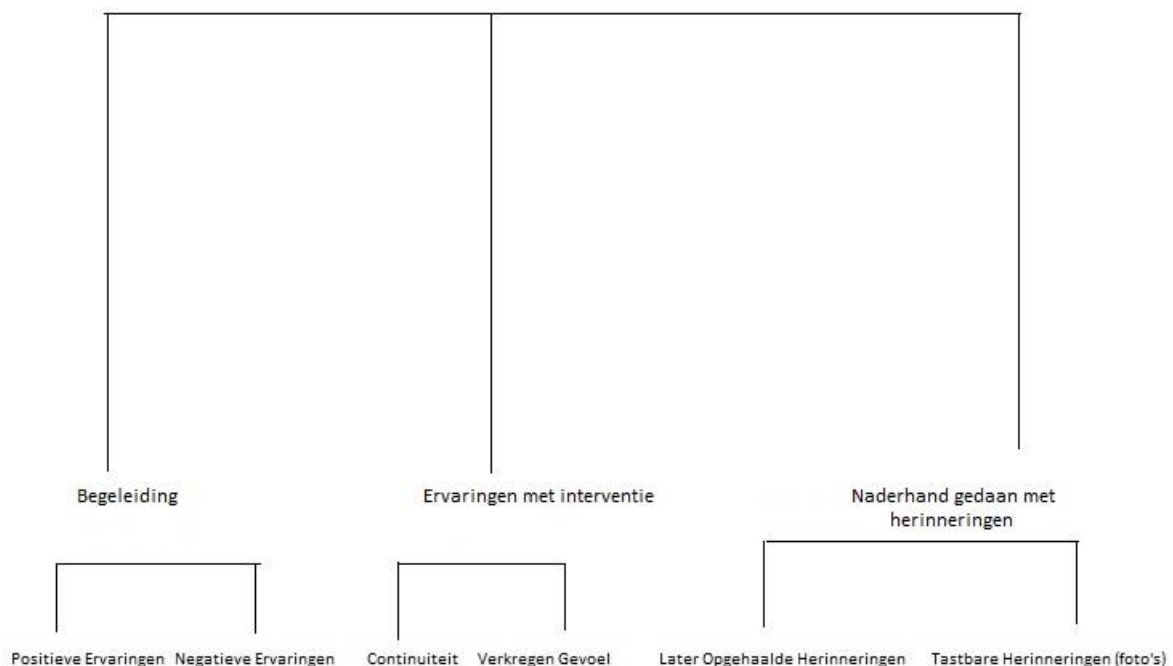 Begeleiding
Ervaringen met interventie
Naderhand gedaan met
herinneringen
Positieve Ervaringen
Negatieve Ervaringen
Continuiteit
Verkregen Gevoel
Later Opgehaalde Herinneringen
Tastbare Herinneringen (foto's)